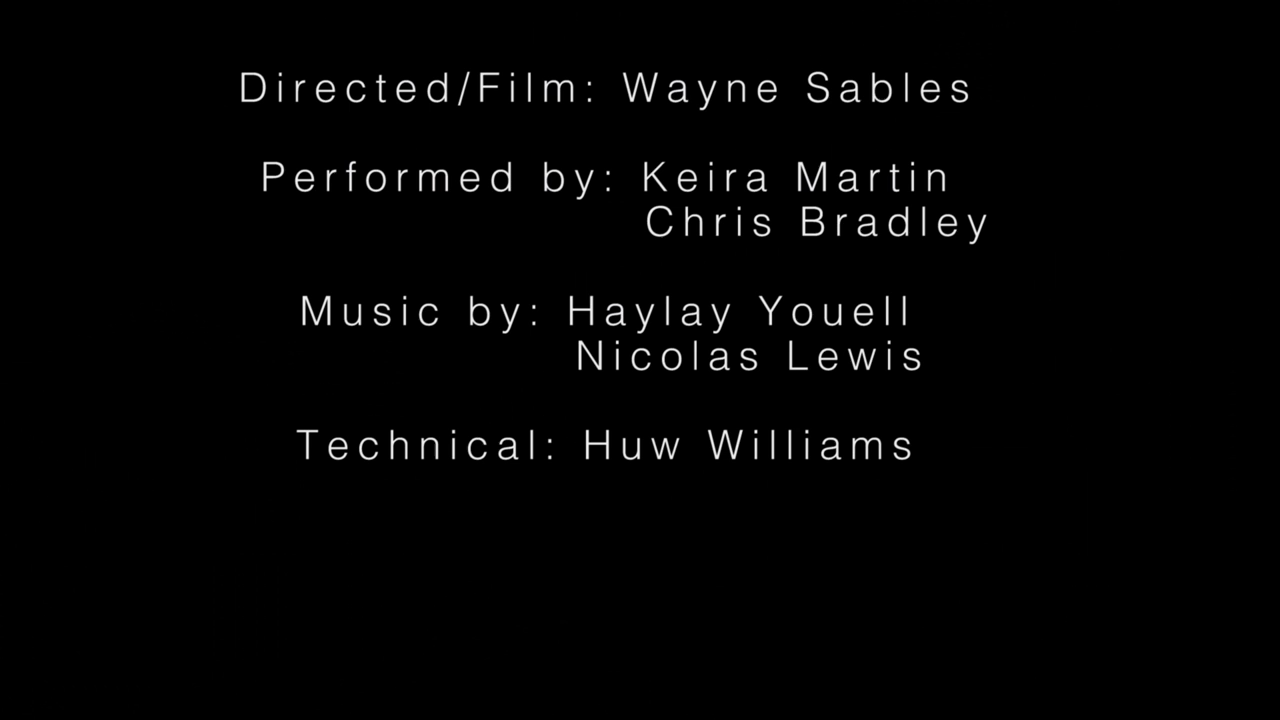 Directed/Film: Wayne Sables
Performed by: Keira Martin
Chris Bradley
Music by: Haylay Youell
Nicolas Lewis
Technical: Huw Williams